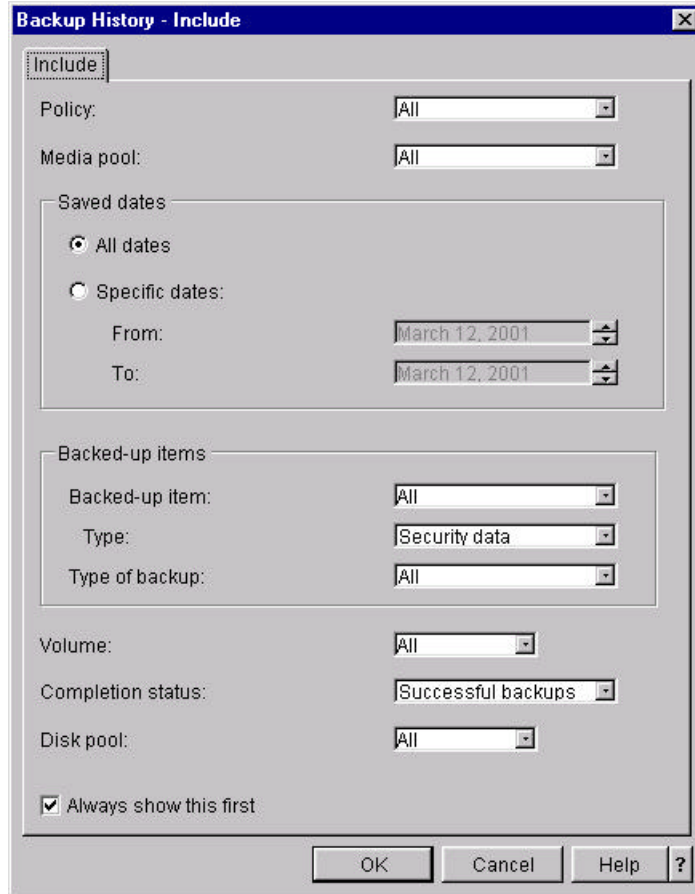 Backup History - Include
Include
Policy: All
Media pool: All
Saved dates
All dates
Specific dates:
From: March 12, 2001
To: March 12, 2001
Backed-up items
Backed-up item: All
Type: Security data
Type of backup: All
Volume: All
Completion status: Successful backups
Disk pool: All
Always show this first
OK Cancel Help ?